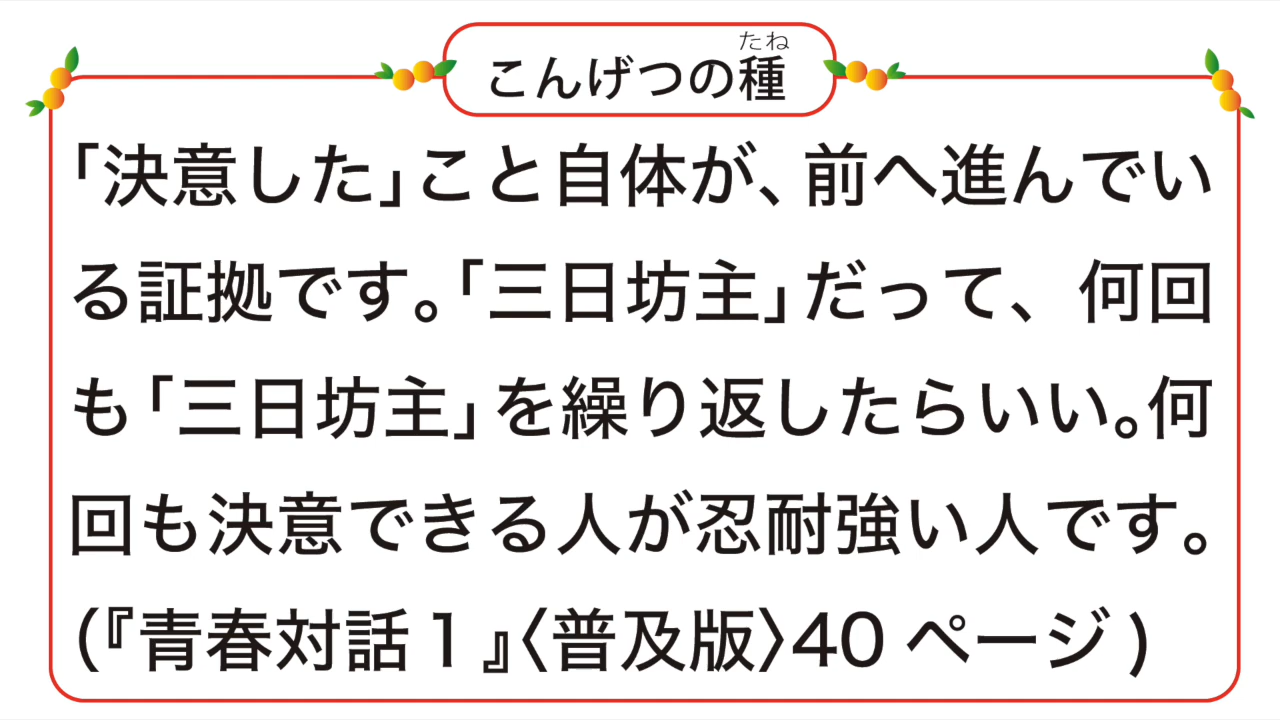 たね
こんげつの種
「決意した」こと自体が、前へ進んでい
る証拠です。「三日坊主」だって、何回
も「三日坊主」を繰り返したらいい。何
回も決意できる人が忍耐強い人です。
(『青春対話1』〈普及版〉40ページ)